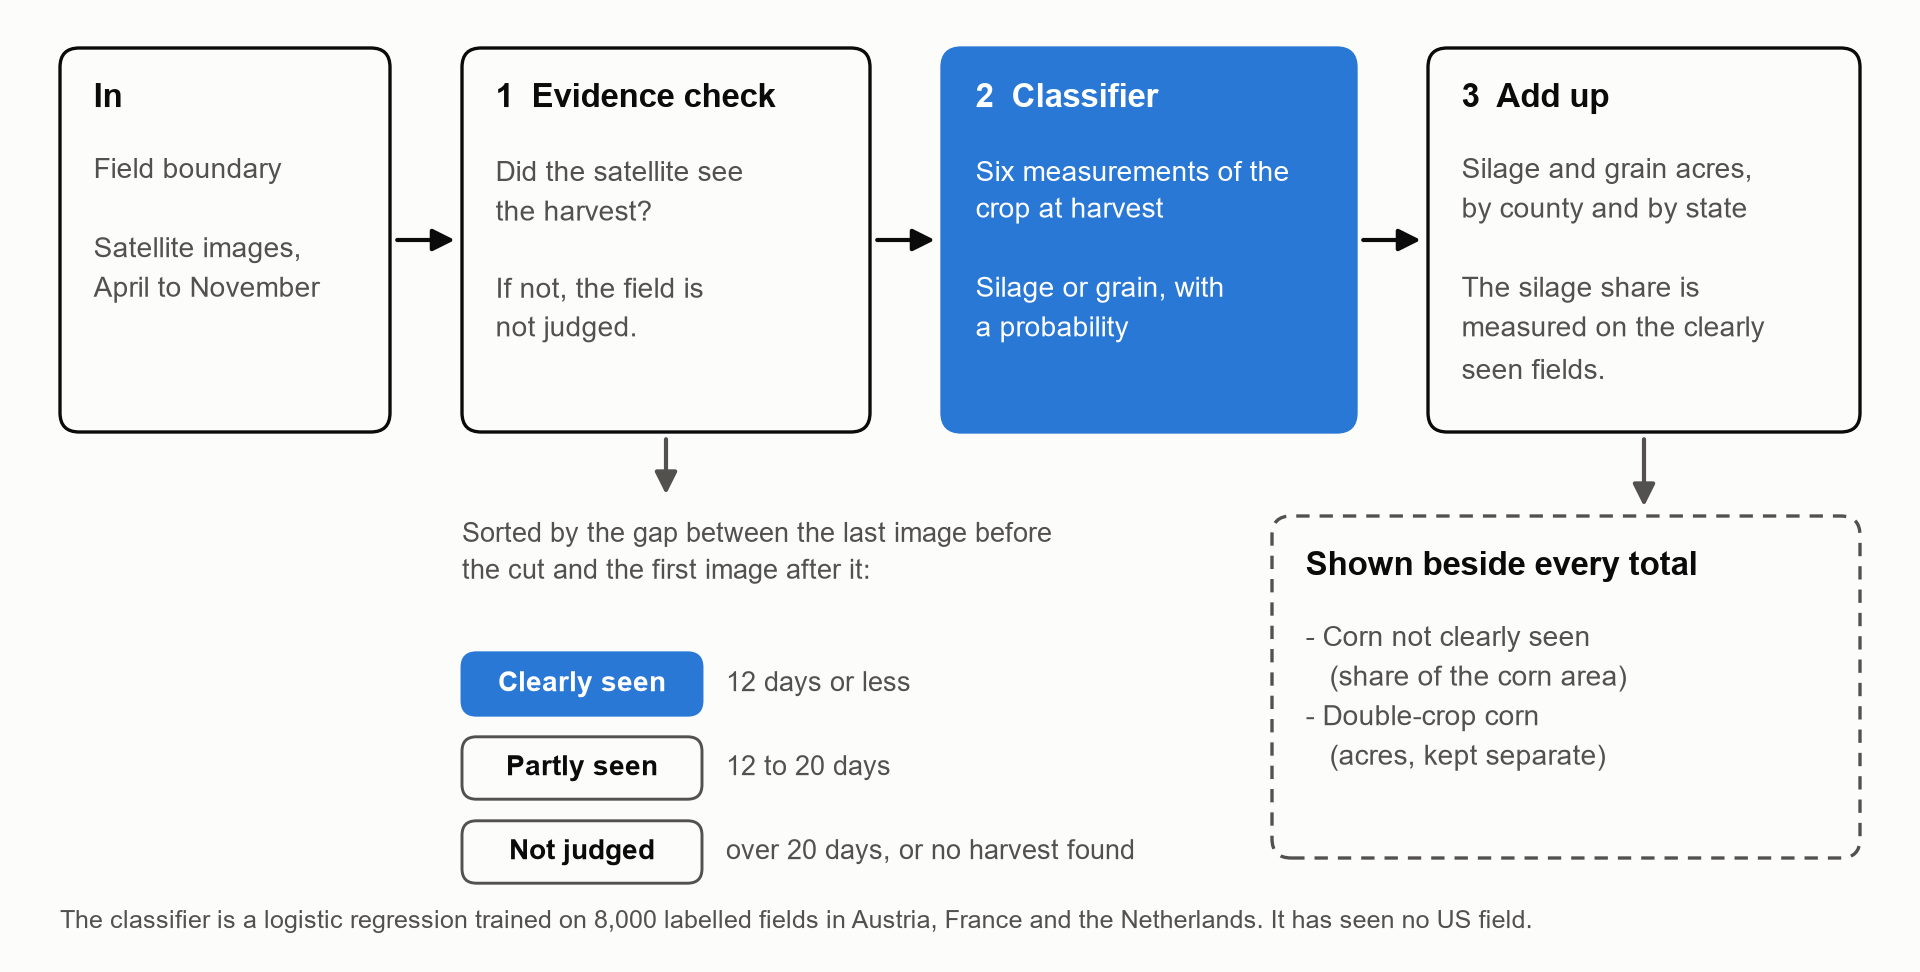 In
Field boundary
Satellite images,
April to November
1 Evidence check
Did the satellite see
the harvest?
If not, the field is
not judged.
2 Classifier
Six measurements of the
crop at harvest
Silage or grain, with
a probability
3 Add up
Silage and grain acres,
by county and by state
The silage share is
measured on the clearly
seen fields.
Sorted by the gap between the last image before
the cut and the first image after it:
Clearly seen 12 days or less
Partly seen 12 to 20 days
Not judged over 20 days, or no harvest found
Shown beside every total
- Corn not clearly seen
(share of the corn area)
- Double-crop corn
(acres, kept separate)
The classifier is a logistic regression trained on 8,000 labelled fields in Austria, France and the Netherlands. It has seen no US field.